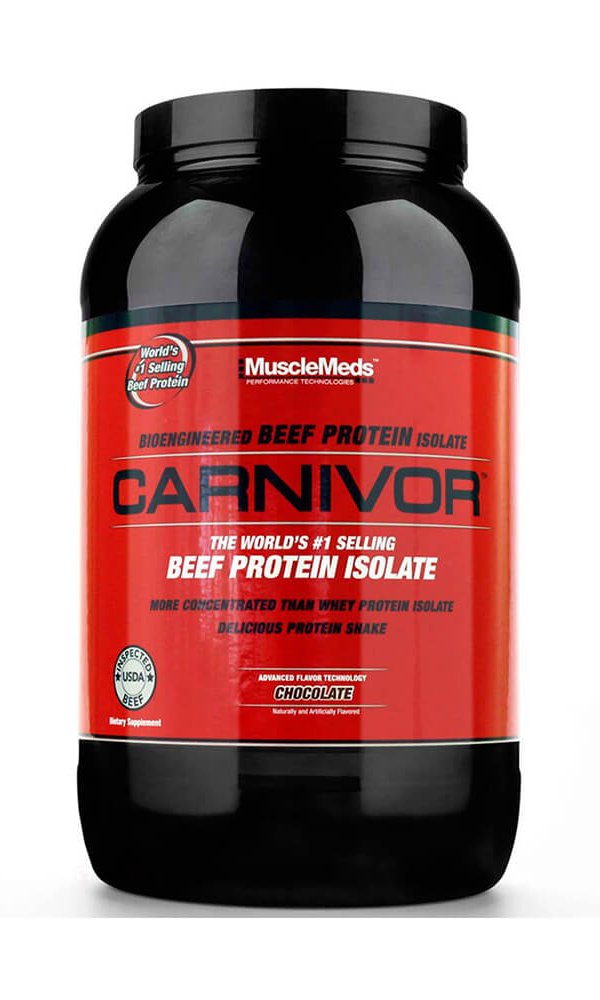 World's
#1 Selling
Beef Protein
MuscleMeds™
PERFORMANCE TECHNOLOGIES
BIOENGINEERED BEEF PROTEIN ISOLATE
CARNIVOR™
THE WORLD'S #1 SELLING
BEEF PROTEIN ISOLATE
MORE CONCENTRATED THAN WHEY PROTEIN ISOLATE
DELICIOUS PROTEIN SHAKE
INSPECTED
USDA
BEEF
Dietary Supplement
ADVANCED FLAVOR TECHNOLOGY
CHOCOLATE
Naturally and Artificially Flavored